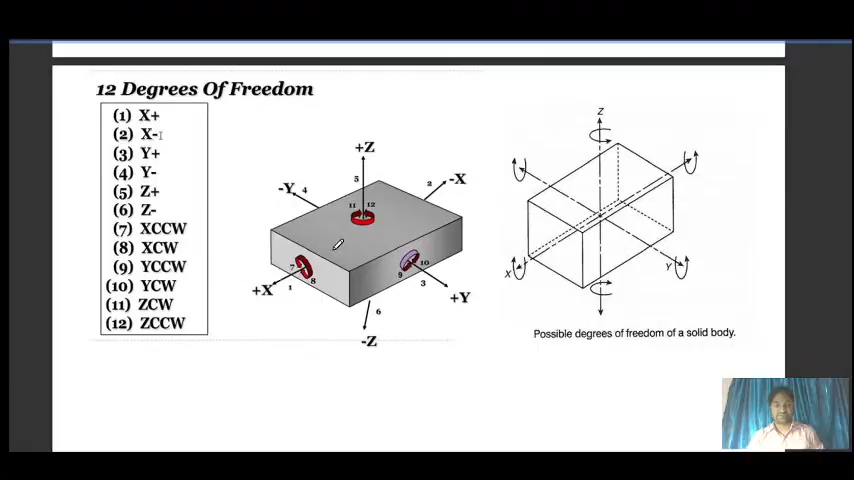 12 Degrees Of Freedom
(1) X+
(2) X-
(3) Y+
(4) Y-
(5) Z+
(6) Z-
(7) XCCW
(8) XCW
(9) YCCW
(10) YCW
(11) ZCW
(12) ZCCW
+Z
-Y 4
5
2 -X
11 12
7
8
9
10
+X
1
3
+Y
6
-Z
Z
X
Y
Possible degrees of freedom of a solid body.